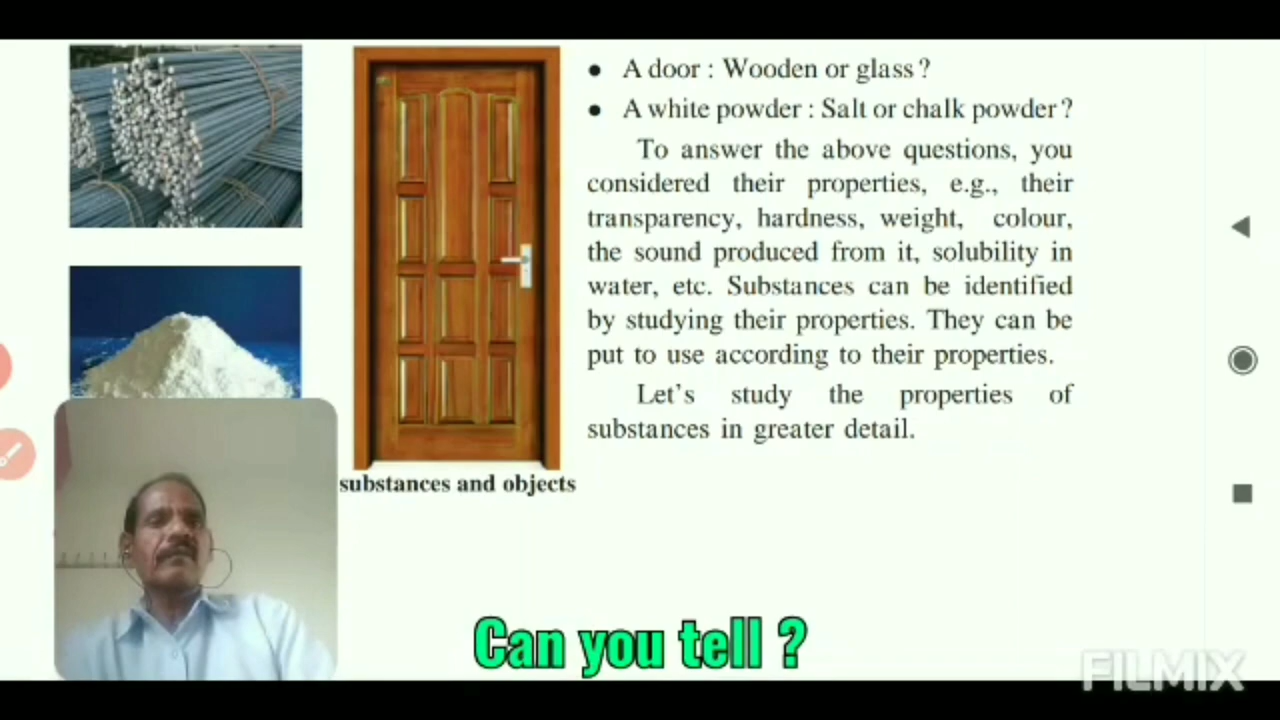 • A door : Wooden or glass ?
• A white powder : Salt or chalk powder ?
To answer the above questions, you
considered their properties, e.g., their
transparency, hardness, weight, colour,
the sound produced from it, solubility in
water, etc. Substances can be identified
by studying their properties. They can be
put to use according to their properties.
Let's study the properties of
substances in greater detail.
substances and objects
Can you tell ?
FILMIX